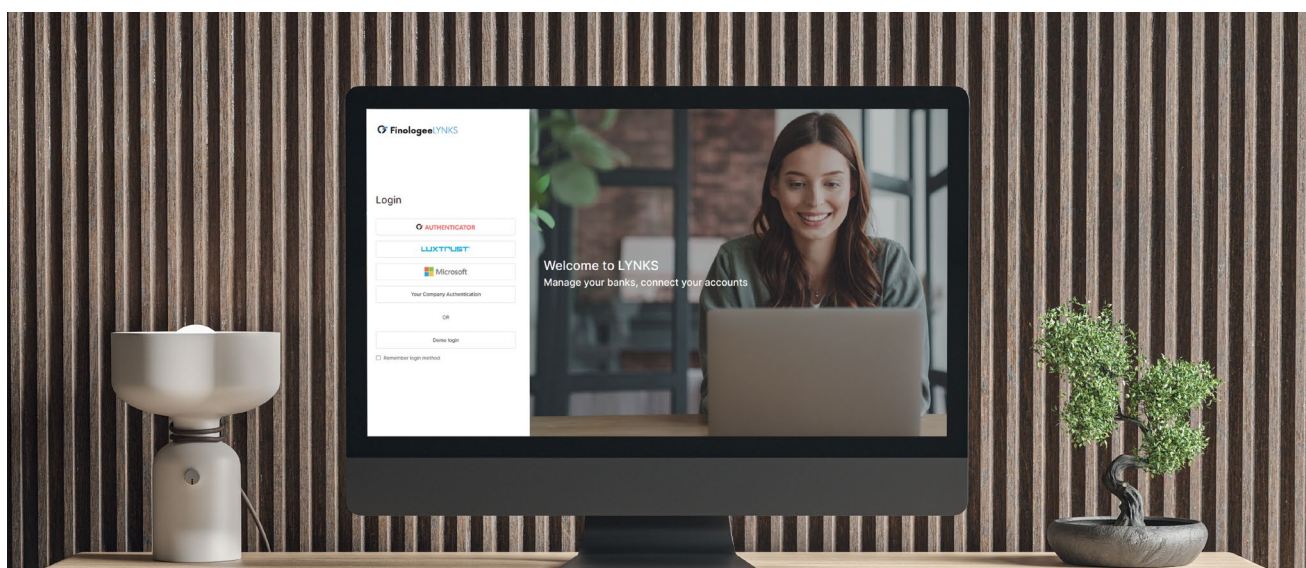 FinologeeLYNKS
Login
AUTHENTICATOR
LUXTRUST
Microsoft
Your Company Authentication
OR
Demo login
Remember login method
Welcome to LYNKS
Manage your banks, connect your accounts